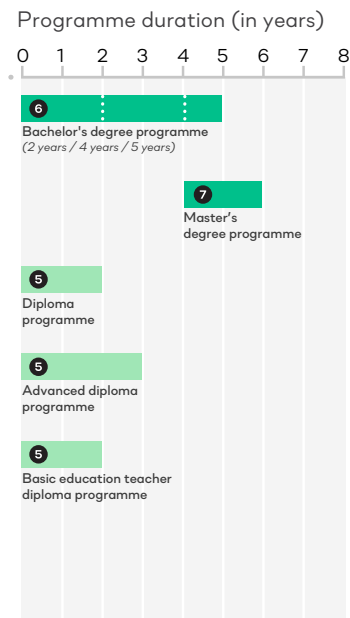 Programme duration (in years)
0 1 2 3 4 5 6 7 8
6
Bachelor's degree programme
(2 years / 4 years / 5 years)
7
Master’s
degree programme
5
Diploma
programme
5
Advanced diploma
programme
5
Basic education teacher
diploma programme